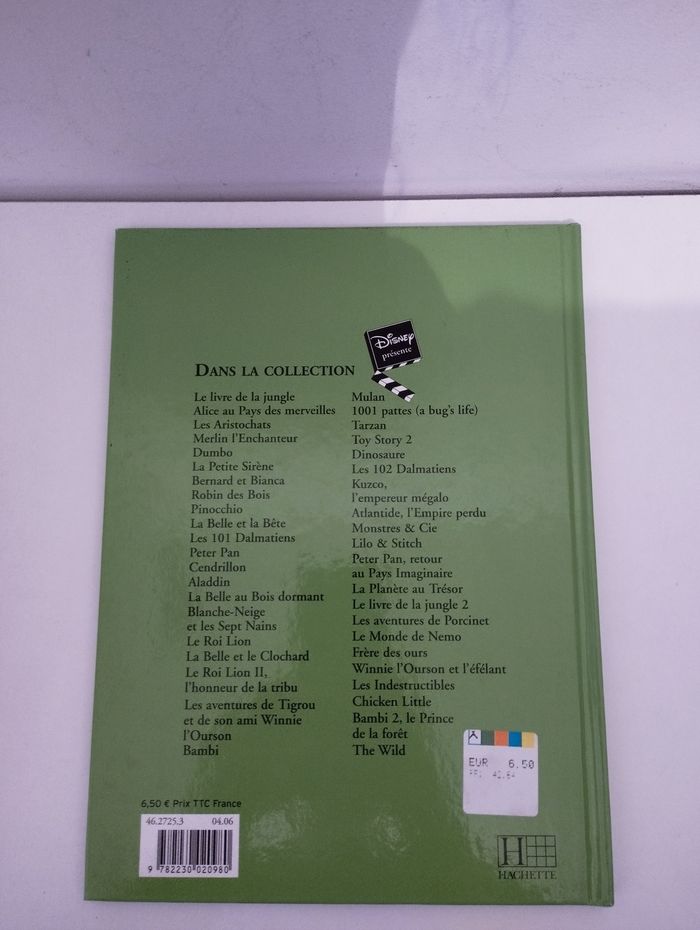 DISNEY
présente
DANS LA COLLECTION
Le livre de la jungle
Alice au Pays des merveilles
Les Aristochats
Merlin l'Enchanteur
Dumbo
La Petite Sirène
Bernard et Bianca
Robin des Bois
Pinocchio
La Belle et la Bête
Les 101 Dalmatiens
Peter Pan
Cendrillon
Aladdin
La Belle au Bois dormant
Blanche-Neige
et les Sept Nains
Le Roi Lion
La Belle et le Clochard
Le Roi Lion II,
l'honneur de la tribu
Les aventures de Tigrou
et de son ami Winnie
l'Ourson
Bambi
Mulan
1001 pattes (a bug's life)
Tarzan
Toy Story 2
Dinosaure
Les 102 Dalmatiens
Kuzco,
l'empereur mégalo
Atlantide, l'Empire perdu
Monstres & Cie
Lilo & Stitch
Peter Pan, retour
au Pays Imaginaire
La Planète au Trésor
Le livre de la jungle 2
Les aventures de Porcinet
Le Monde de Nemo
Frère des ours
Winnie l'Ourson et l'éfélant
Les Indestructibles
Chicken Little
Bambi 2, le Prince
de la forêt
The Wild
EUR 6.50
42.64
6,50 € Prix TTC France
46.2725.3 04.06
9 782230 020980
H
HACHETTE